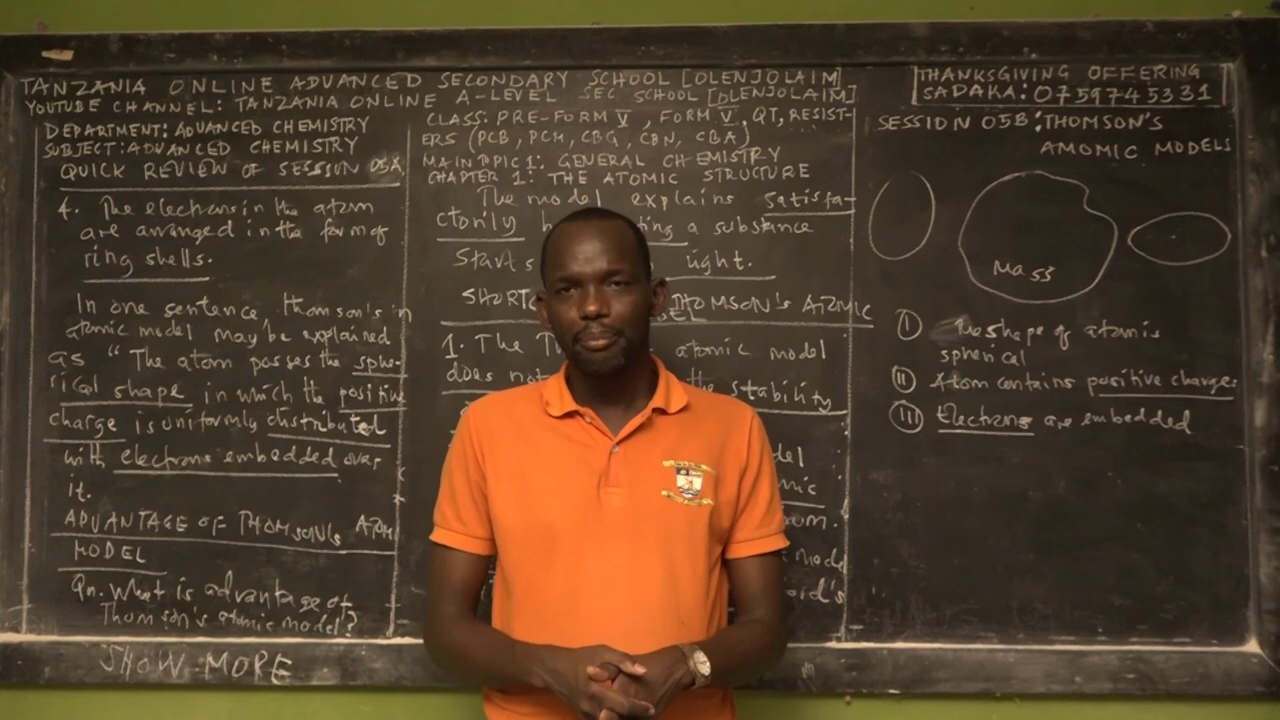 TANZANIA ONLINE ADVANCED SECONDARY SCHOOL [OLENJOLAIM]
YOUTUBE CHANNEL: TANZANIA ONLINE A-LEVEL SEC SCHOOL [OLENJOLAIM]
DEPARTMENT: ADVANCED CHEMISTRY
SUBJECT: ADVANCED CHEMISTRY
QUICK REVIEW OF SESSION 05A
4. The electrons in the atom
are arranged in the form of
ring shells.
In one sentence thomson's
atomic model may be explained
as "The atom posses the sphe-
rical shape in which the positive
charge is uniformly distributed
with electrons embedded over
it.
ADVANTAGE OF THOMSON'S ATOM
MODEL
Qn. What is advantage of
Thomson's atomic model?
SHOW MORE
CLASS: PRE-FORM V, FORM V, QT, RESIST-
ERS (PCB, PCM, CBG, CBN, CBA)
MAIN TOPIC 1: GENERAL CHEMISTRY
CHAPTER 1: THE ATOMIC STRUCTURE
The model explains satisfa-
ctorily a substance
start
THOMSON'S ATOMIC
1. The atomic model
does the stability
THANKSGIVING OFFERING
SADAKA: 0759745331
SESSION 05B: THOMSON'S
AMOMIC MODELS
Mass
I shape of atom is
spherical
II Atom contains positive charges
III Electrons are embedded